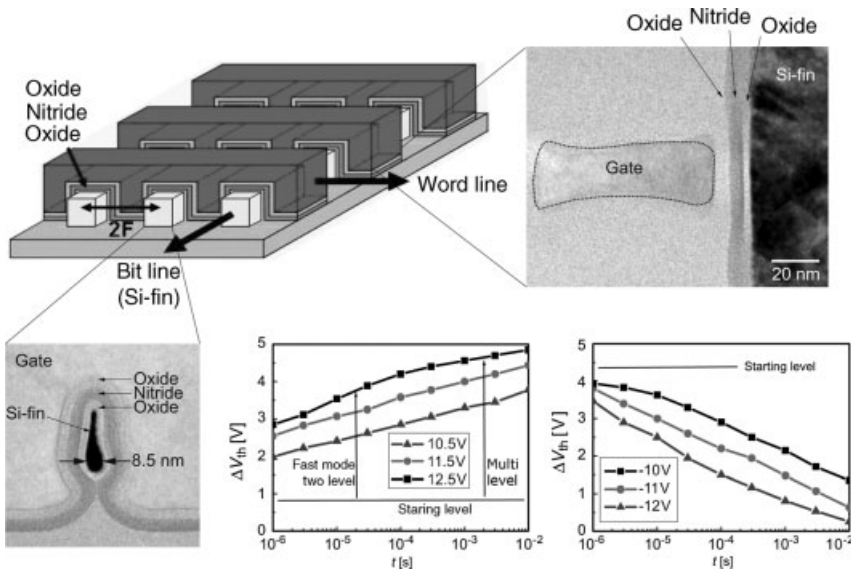 Oxide
Nitride
Oxide
2F
Word line
Bit line
(Si-fin)
Oxide Nitride Oxide
Si-fin
Gate
20 nm
Gate
Oxide
Nitride
Oxide
Si-fin
8.5 nm
5
4
3
2
1
0
ΔVth [V]
Fast mode
two level
10.5V
11.5V
12.5V
Multi
level
Staring level
10-6 10-5 10-4 10-3 10-2
t [s]
5
4
3
2
1
0
ΔVth [V]
Starting level
-10V
-11V
-12V
10-6 10-5 10-4 10-3 10-2
t [s]